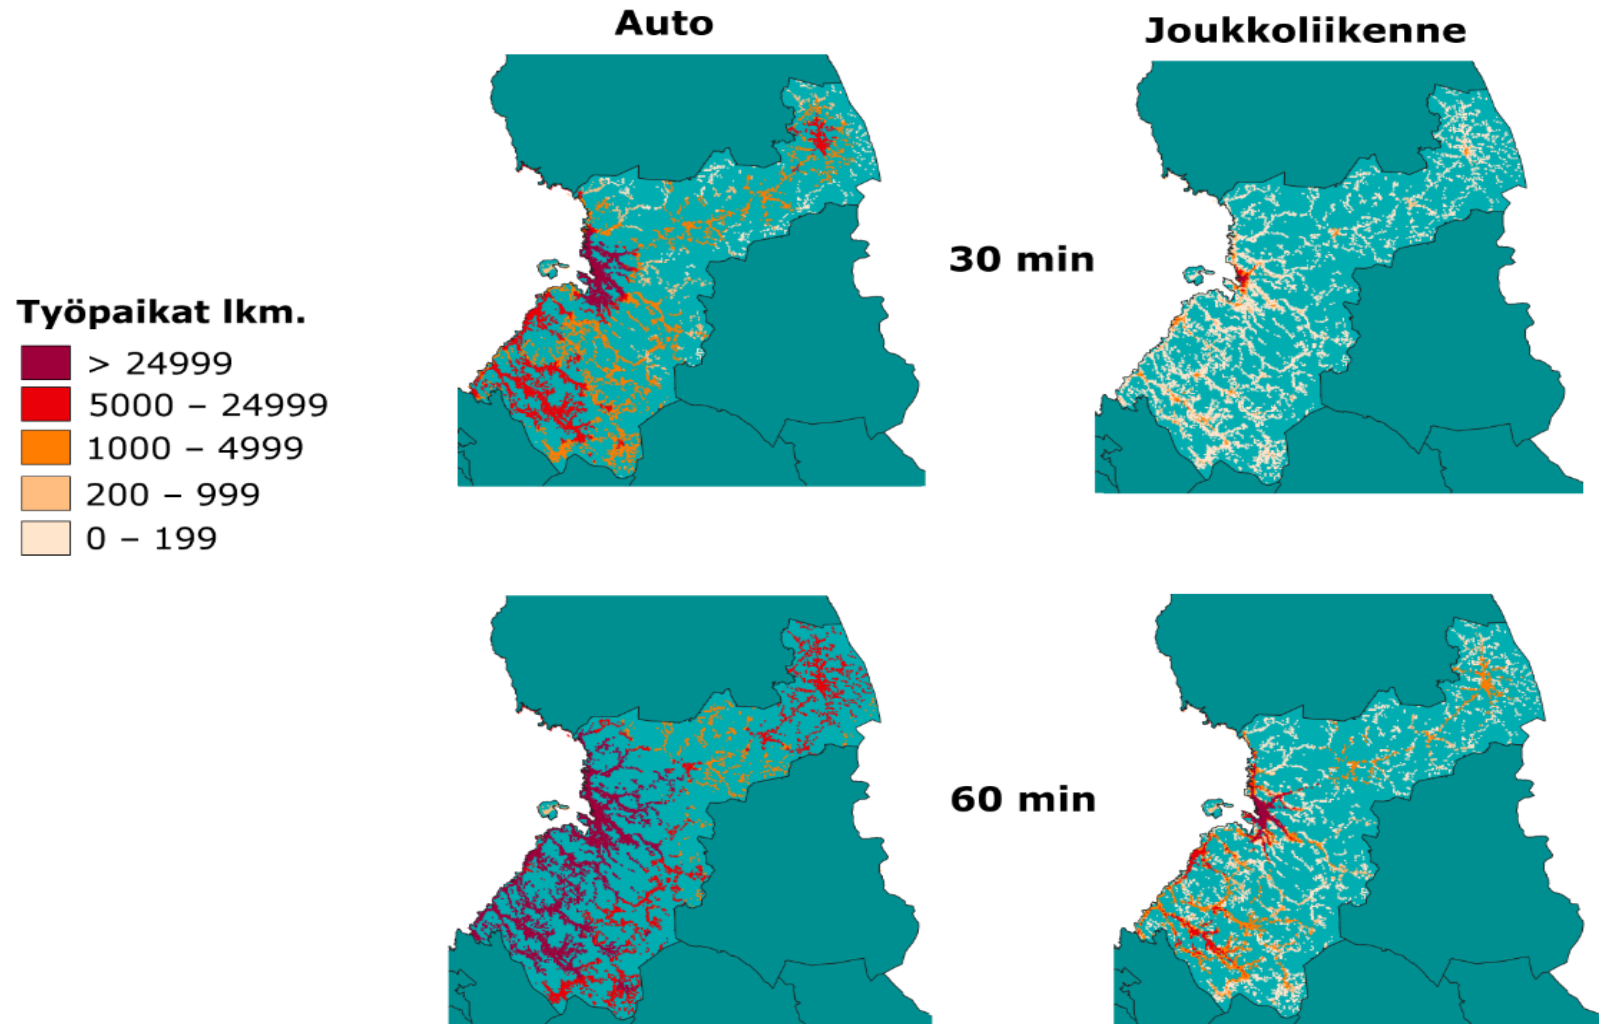 Auto
Joukkoliikenne
30 min
Työpaikat lkm.
> 24999
5000 – 24999
1000 – 4999
200 – 999
0 – 199
60 min